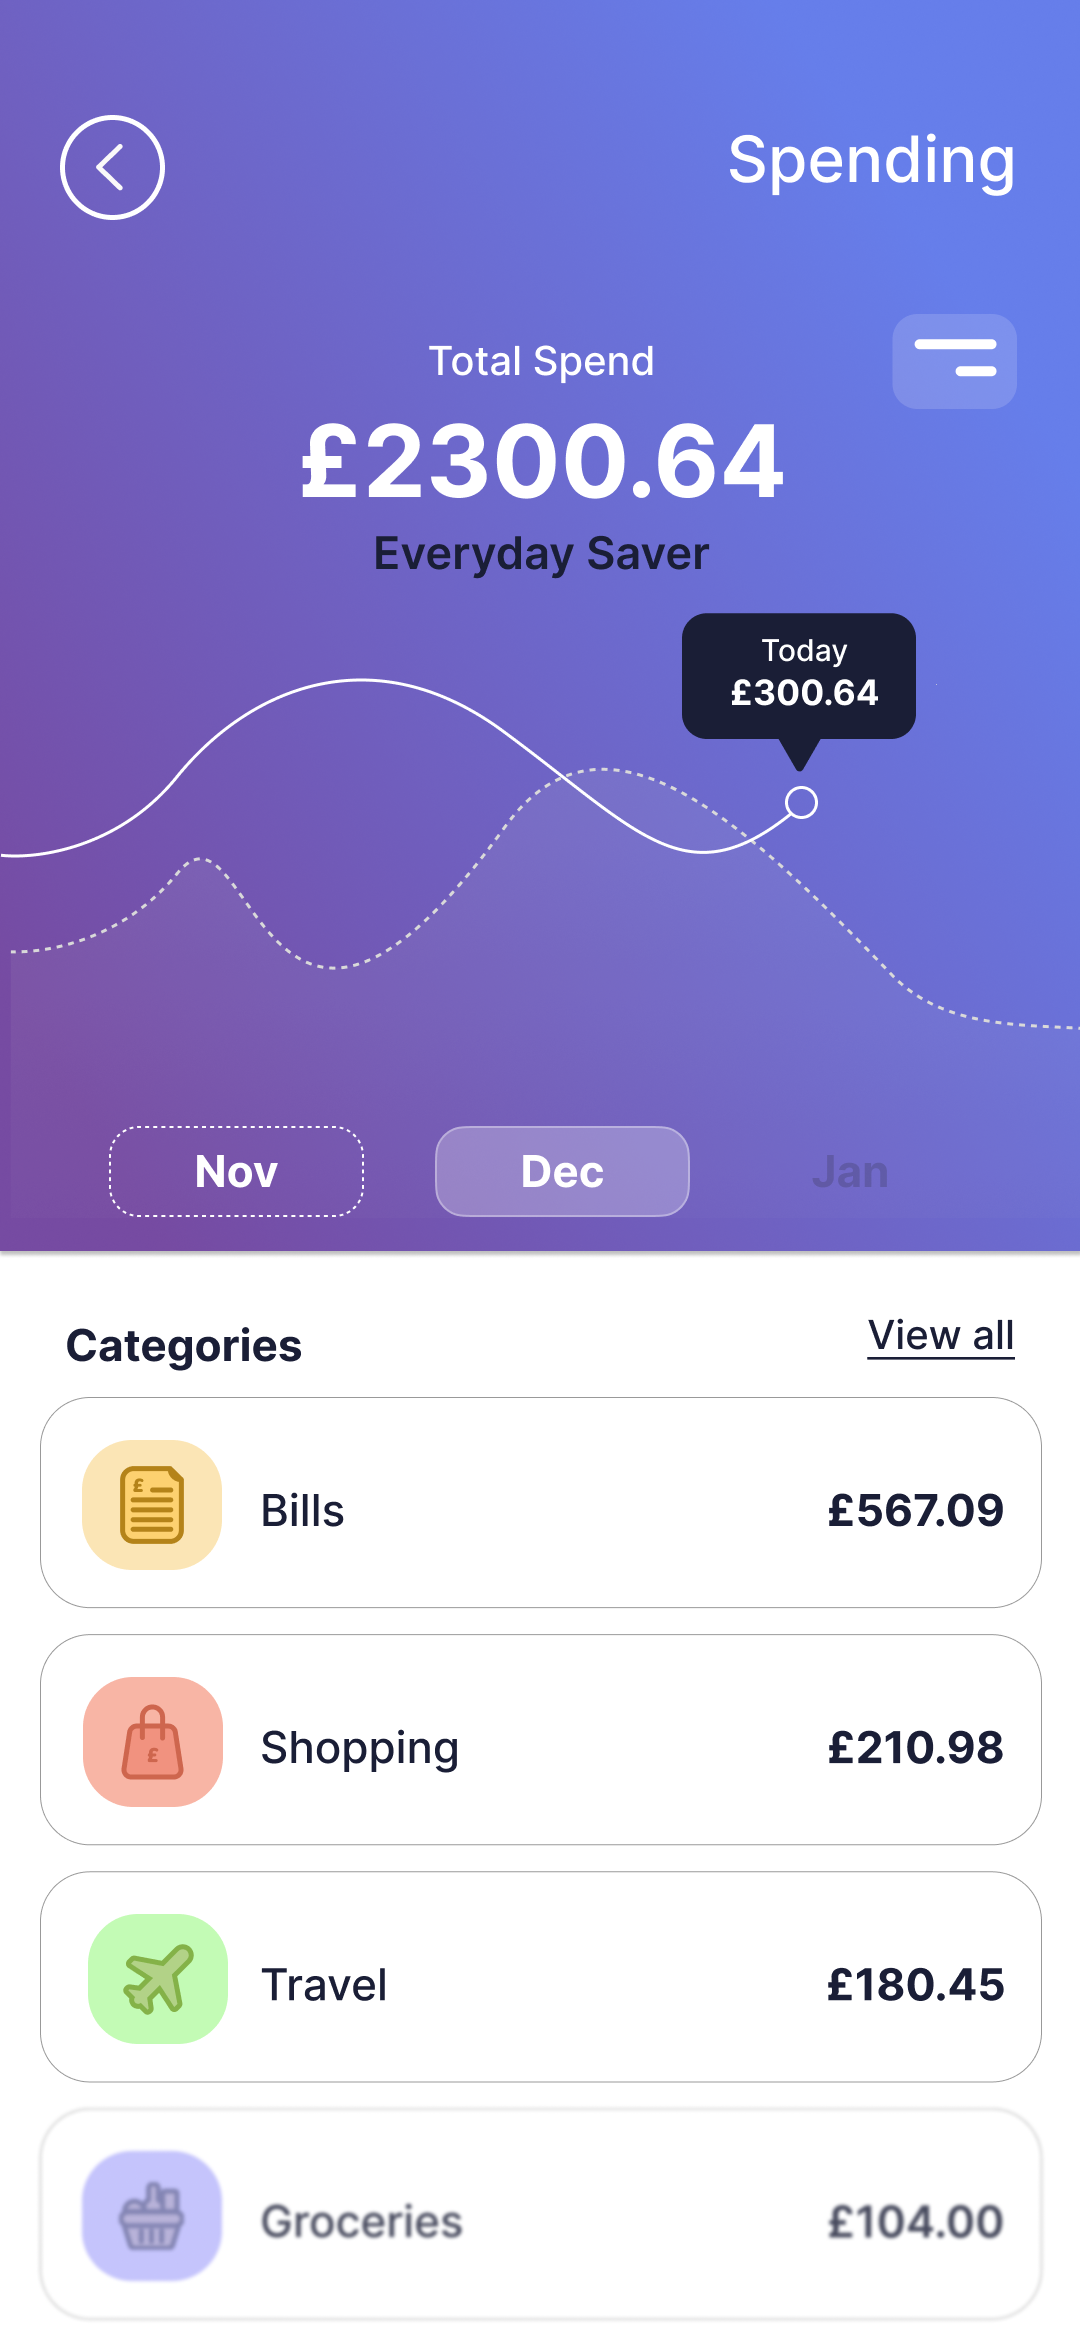 Spending
Total Spend
£2300.64
Everyday Saver
Today
£300.64
Nov
Dec
Jan
Categories
View all
£
Bills
£567.09
£
Shopping
£210.98
Travel
£180.45
Groceries
£104.00